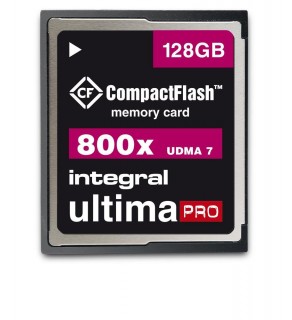 128GB
CF CompactFlash™
memory card
800x UDMA 7
integral
ultima PRO